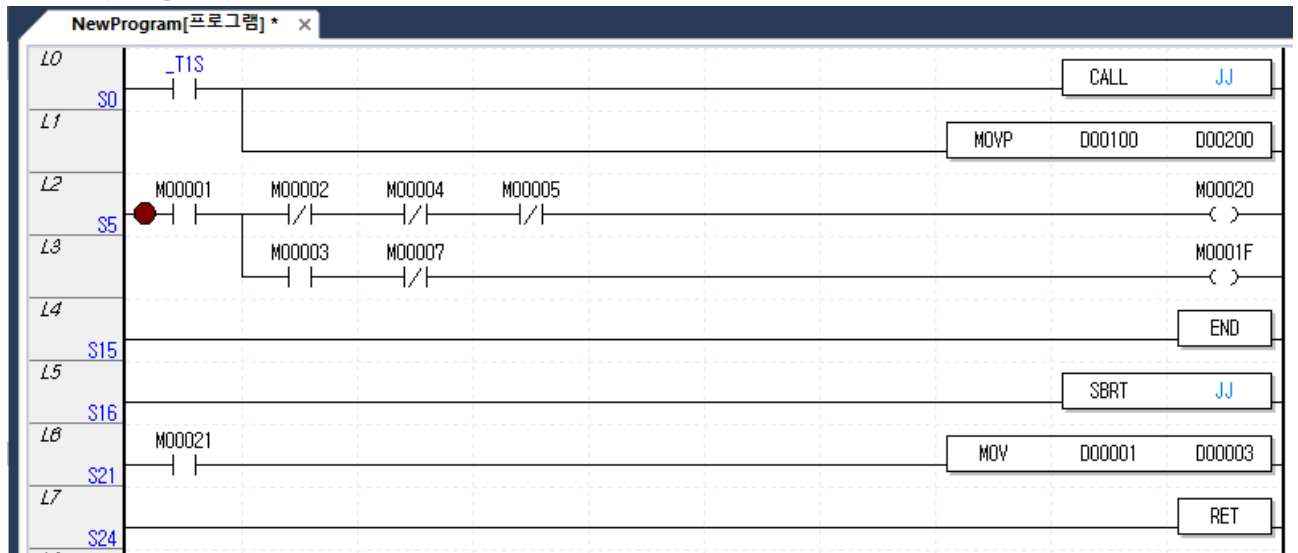 NewProgram[프로그램] * ×
L0 _T1S
S0 CALL JJ
L1
MOVP D00100 D00200
L2 M00001 M00002 M00004 M00005 M00020
S5
L3 M00003 M00007 M0001F
L4
S15 END
L5
S16 SBRT JJ
L6 M00021
S21 MOV D00001 D00003
L7
S24 RET